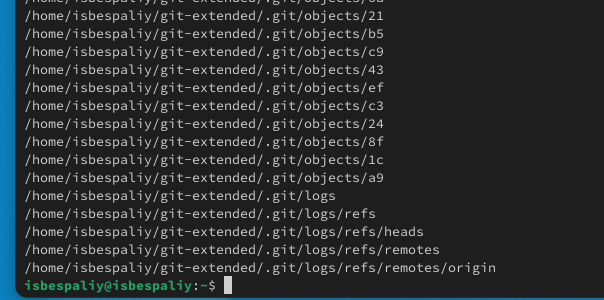 /home/isbespaliy/git-extended/.git/objects/21
/home/isbespaliy/git-extended/.git/objects/b5
/home/isbespaliy/git-extended/.git/objects/c9
/home/isbespaliy/git-extended/.git/objects/43
/home/isbespaliy/git-extended/.git/objects/ef
/home/isbespaliy/git-extended/.git/objects/c3
/home/isbespaliy/git-extended/.git/objects/24
/home/isbespaliy/git-extended/.git/objects/8f
/home/isbespaliy/git-extended/.git/objects/1c
/home/isbespaliy/git-extended/.git/objects/a9
/home/isbespaliy/git-extended/.git/logs
/home/isbespaliy/git-extended/.git/logs/refs
/home/isbespaliy/git-extended/.git/logs/refs/heads
/home/isbespaliy/git-extended/.git/logs/refs/remotes
/home/isbespaliy/git-extended/.git/logs/refs/remotes/origin
isbespaliy@isbespaliy:~$